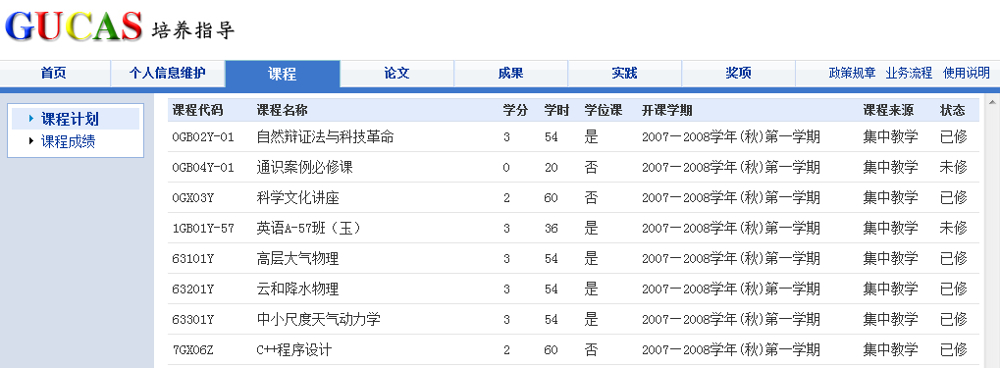 GUCAS 培养指导
首页 个人信息维护 课程 论文 成果 实践 奖项 政策规章 业务流程 使用说明
课程计划
课程成绩
课程代码 课程名称 学分 学时 学位课 开课学期 课程来源 状态
0GB02Y-01 自然辩证法与科技革命 3 54 是 2007—2008学年(秋)第一学期 集中教学 已修
0GB04Y-01 通识案例必修课 0 20 否 2007—2008学年(秋)第一学期 集中教学 未修
0GX03Y 科学文化讲座 2 60 否 2007—2008学年(秋)第一学期 集中教学 已修
1GB01Y-57 英语A-57班（玉） 3 36 是 2007—2008学年(秋)第一学期 集中教学 未修
63101Y 高层大气物理 3 54 是 2007—2008学年(秋)第一学期 集中教学 已修
63201Y 云和降水物理 3 54 是 2007—2008学年(秋)第一学期 集中教学 已修
63301Y 中小尺度天气动力学 3 54 是 2007—2008学年(秋)第一学期 集中教学 已修
7GX06Z C++程序设计 2 60 否 2007—2008学年(秋)第一学期 集中教学 已修